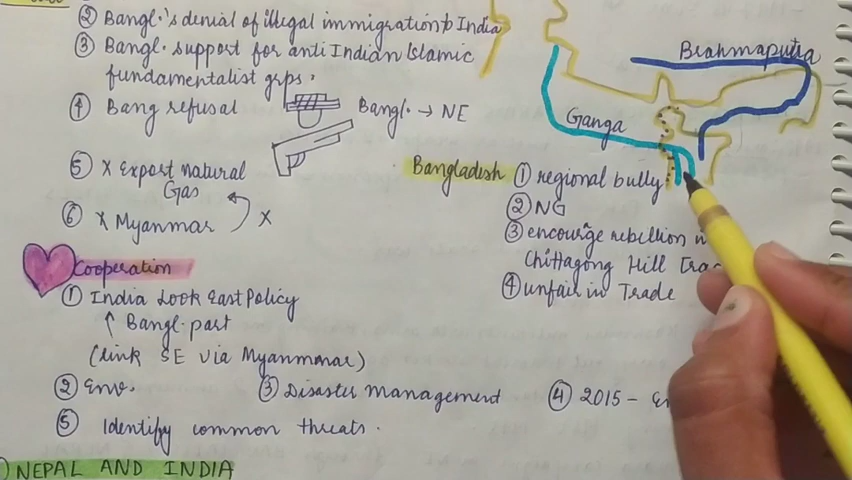 ② Bangl.'s denial of illegal immigration to India
③ Bangl. support for anti Indian Islamic
fundamentalist grps.
④ Bang refusal
Bangl. → NE
⑤ x Export natural
Gas
⑥ x Myanmar x
Cooperation
① India Look East Policy
↑ Bangl. part
(link SE via Myanmar)
② Env. ③ Disaster Management ④ 2015 -
⑤ Identify common threats.
NEPAL AND INDIA
Brahmaputra
Ganga
Bangladesh ① regional bully
② NG
③ encourge rebellion
Chittagong Hill
④ unfair in Trade